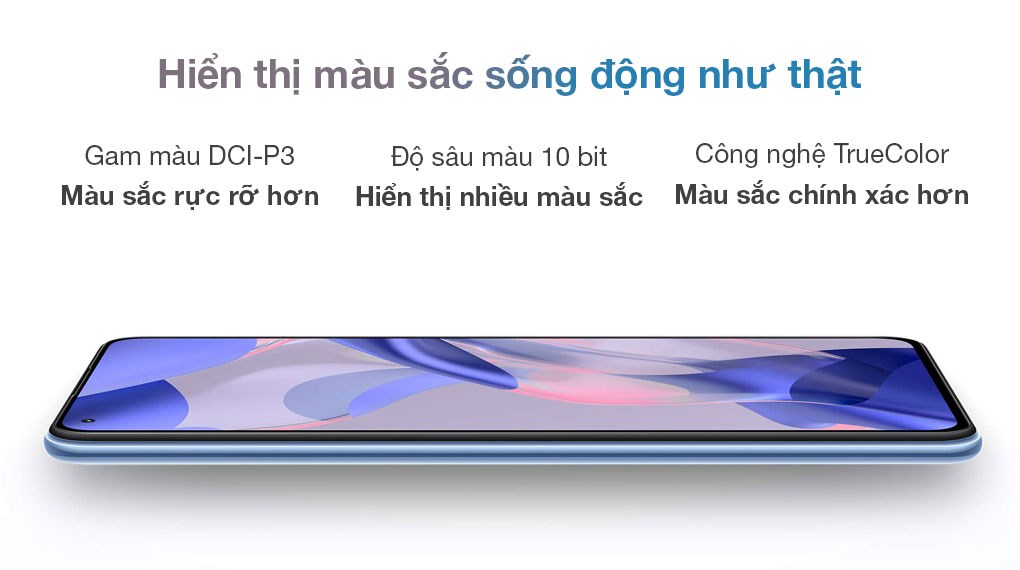 Hiển thị màu sắc sống động như thật
Gam màu DCI-P3
Màu sắc rực rỡ hơn
Độ sâu màu 10 bit
Hiển thị nhiều màu sắc
Công nghệ TrueColor
Màu sắc chính xác hơn